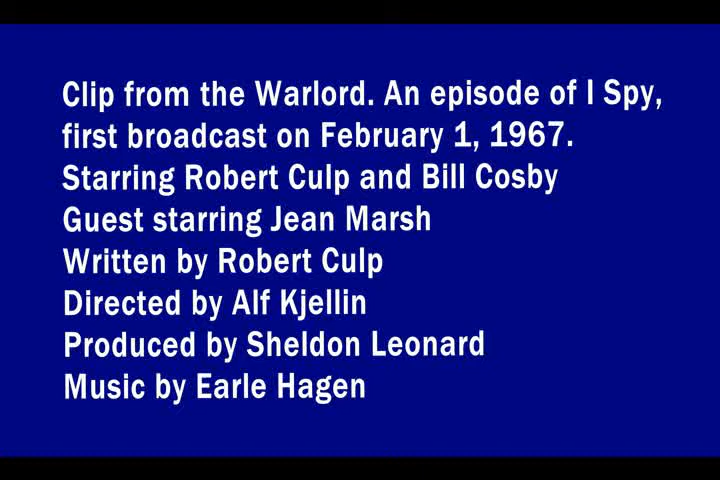 Clip from the Warlord. An episode of I Spy,
first broadcast on February 1, 1967.
Starring Robert Culp and Bill Cosby
Guest starring Jean Marsh
Written by Robert Culp
Directed by Alf Kjellin
Produced by Sheldon Leonard
Music by Earle Hagen